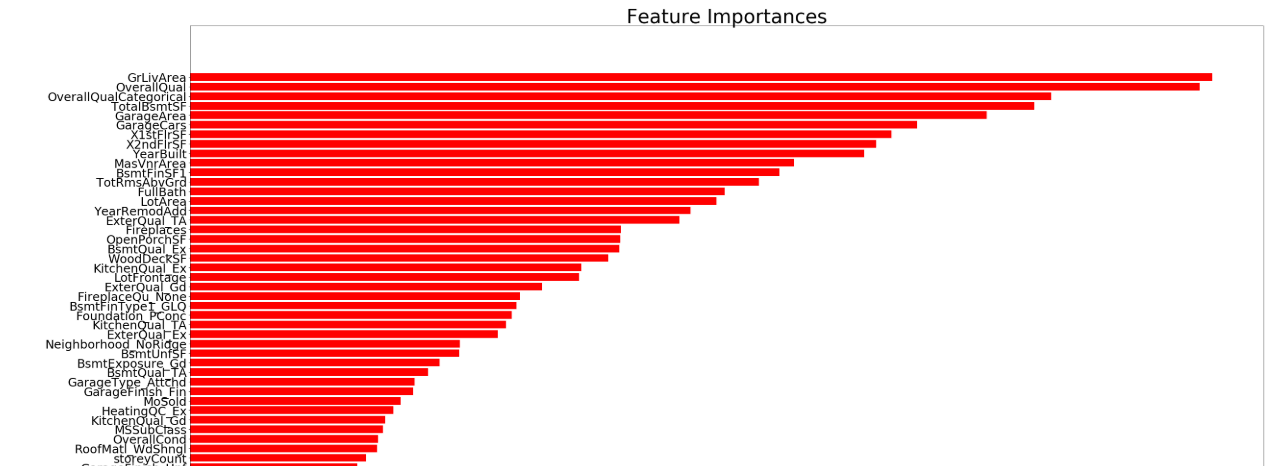 Feature Importances
GrLivArea
OverallQual
OverallQualCategorical
TotalBsmtSF
GarageArea
GarageCars
X1stFlrSF
X2ndFlrSF
YearBuilt
MasVnrArea
BsmtFinSF1
TotRmsAbvGrd
FullBath
LotArea
YearRemodAdd
ExterQual_TA
Fireplaces
OpenPorchSF
BsmtQual_Ex
WoodDeckSF
KitchenQual_Ex
LotFrontage
ExterQual_Gd
FireplaceQu_None
BsmtFinType1_GLQ
Foundation_PConc
KitchenQual_TA
ExterQual_Ex
Neighborhood_NoRidge
BsmtUnfSF
BsmtExposure_Gd
BsmtQual_TA
GarageType_Attchd
GarageFinish_Fin
MoSold
HeatingQC_Ex
KitchenQual_Gd
MSSubClass
OverallCond
RoofMatl_WdShngl
storeyCount